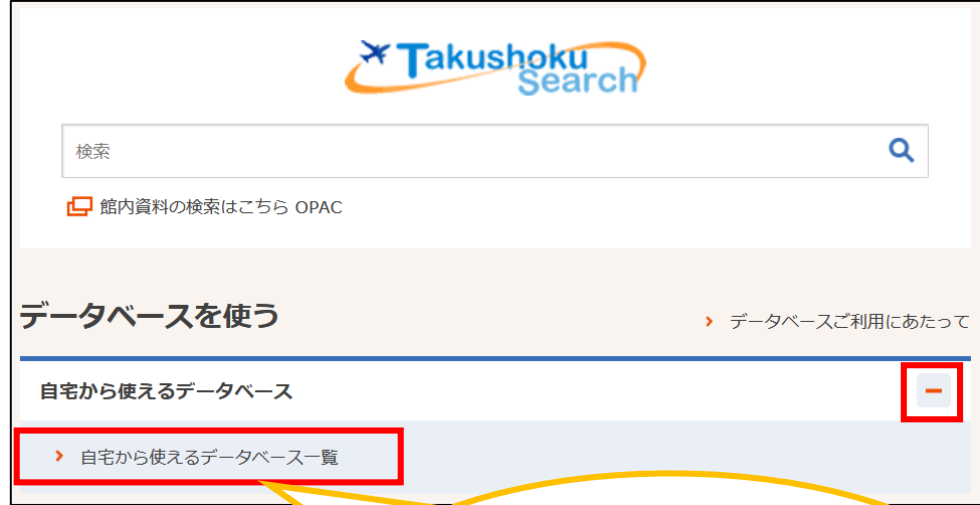 Takushoku
Search
検索
館内資料の検索はこちら OPAC
データベースを使う
データベースご利用にあたって
自宅から使えるデータベース
自宅から使えるデータベース一覧